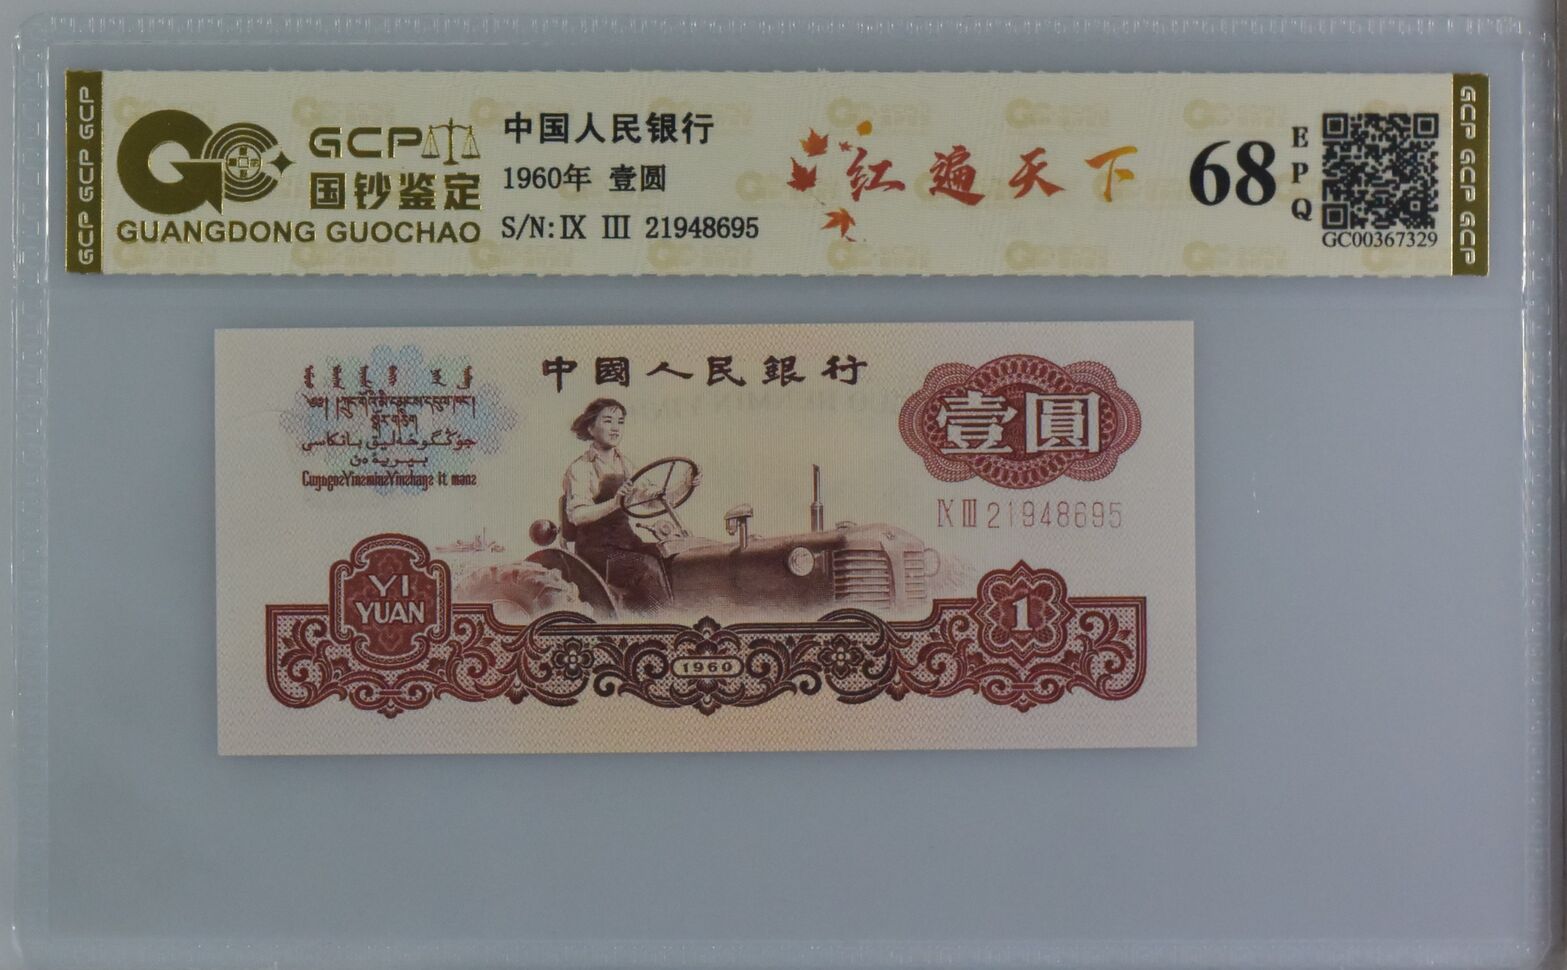 GCP GCP GCP
GCP
国钞鉴定
GUANGDONG GUOCHAO
中国人民银行
1960年 壹圆
S/N: IX III 21948695
红遍天下
68
EPQ
GC00367329
GCP GCP GCP
中國人民銀行
壹圓
IX III 21948695
YI
YUAN
1960
1